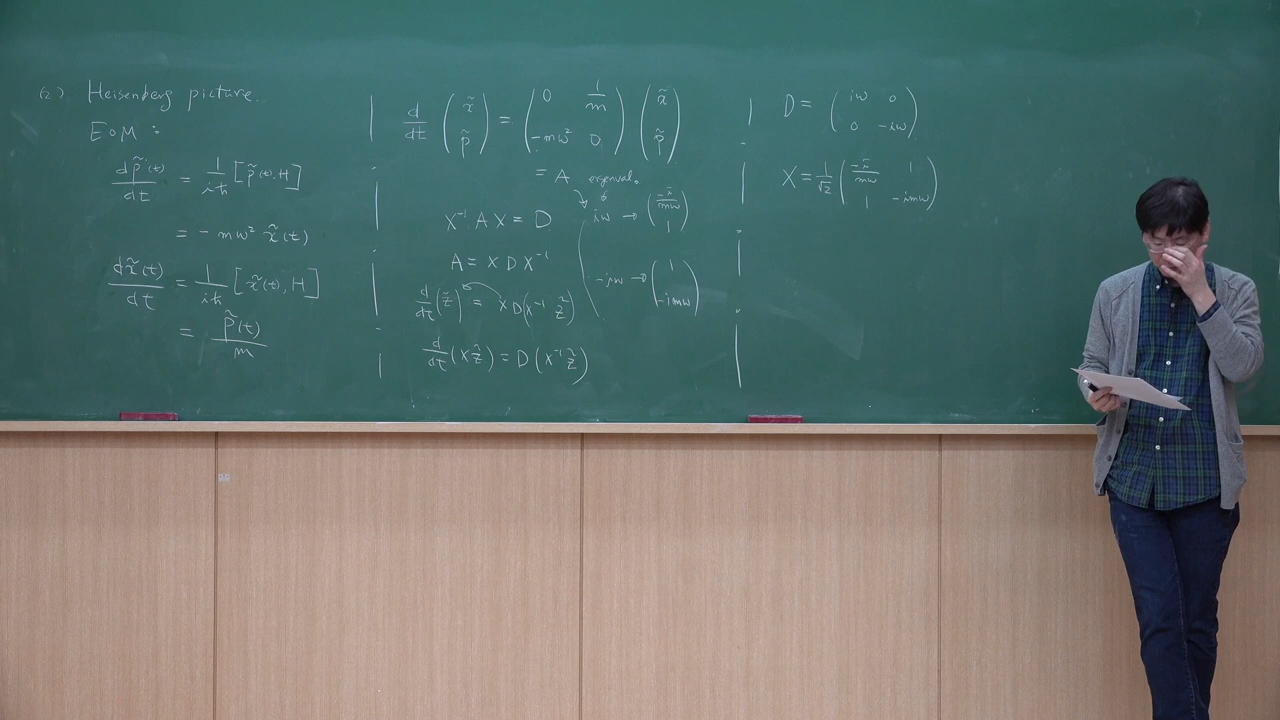 (2) Heisenberg picture.
EOM :
dp̃(t)/dt = 1/iħ [p̃(t), H]
= - mω² x̃(t)
dx̃(t)/dt = 1/iħ [x̃(t), H]
= p̃(t)/m
d/dt (x̃ p̃) = (0 1/m -mω² 0) (x̃ p̃)
= A eigenval.
iω → (-i/mω 1)
X⁻¹ A X = D
A = X D X⁻¹
-iω → (1 -imω)
d/dt (z̃) = X D (X⁻¹ z̃)
d/dt (X z̃) = D (X⁻¹ z̃)
D = (iω 0 0 -iω)
X = 1/√2 (-i/mω 1 1 -imω)